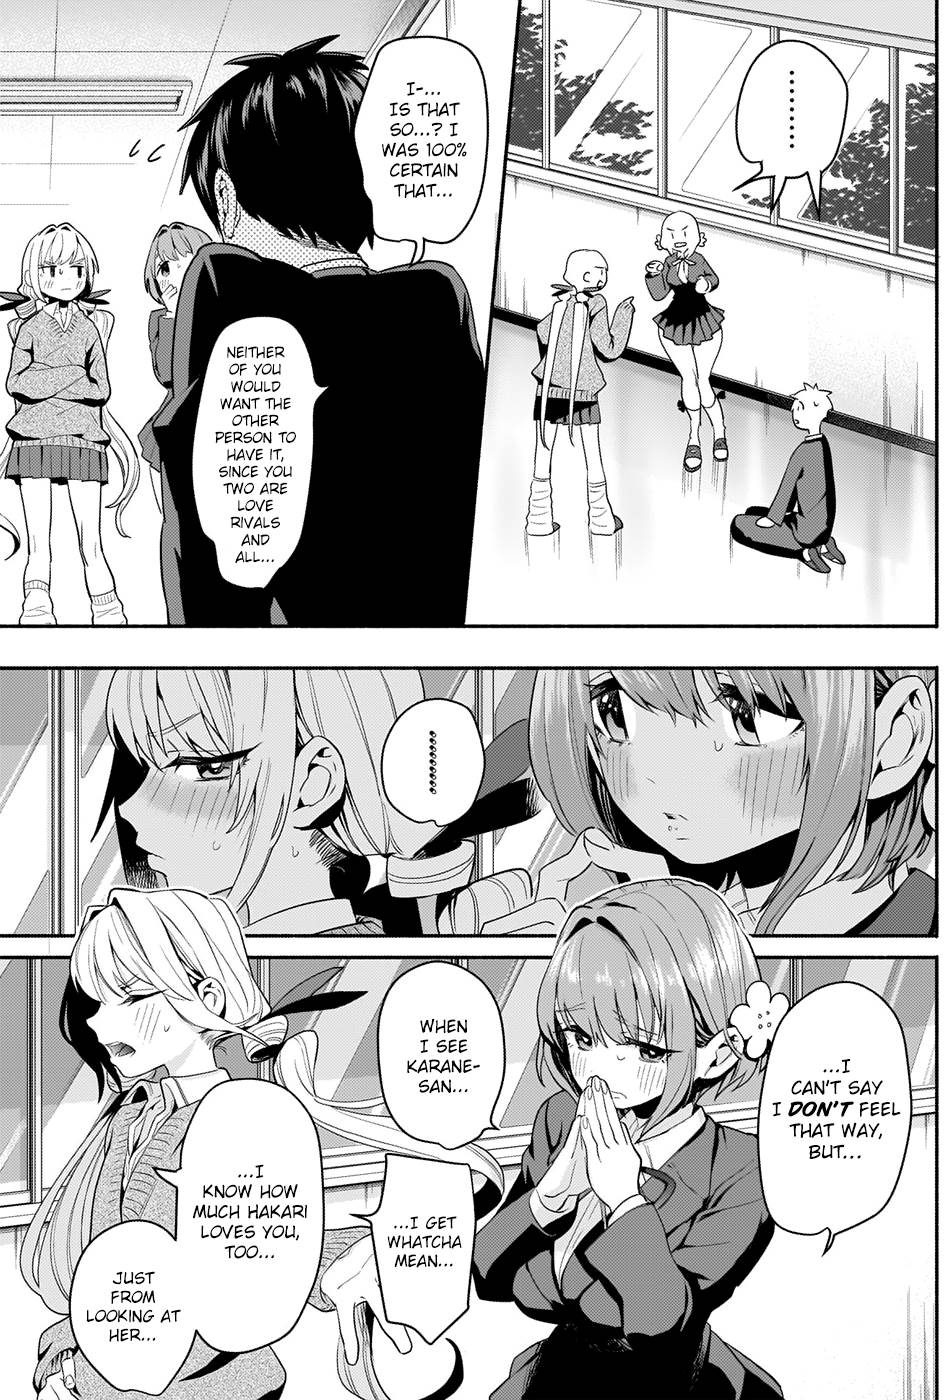 .........
I-...
IS THAT
SO...? I
WAS 100%
CERTAIN
THAT...
NEITHER
OF YOU
WOULD
WANT THE
OTHER
PERSON TO
HAVE IT,
SINCE YOU
TWO ARE
LOVE
RIVALS
AND
ALL...
..........
...I
CAN'T SAY
I DON'T FEEL
THAT WAY,
BUT...
WHEN
I SEE
KARANE-
SAN...
...I GET
WHATCHA
MEAN...
...I
KNOW HOW
MUCH HAKARI
LOVES YOU,
TOO...
JUST
FROM
LOOKING AT
HER...